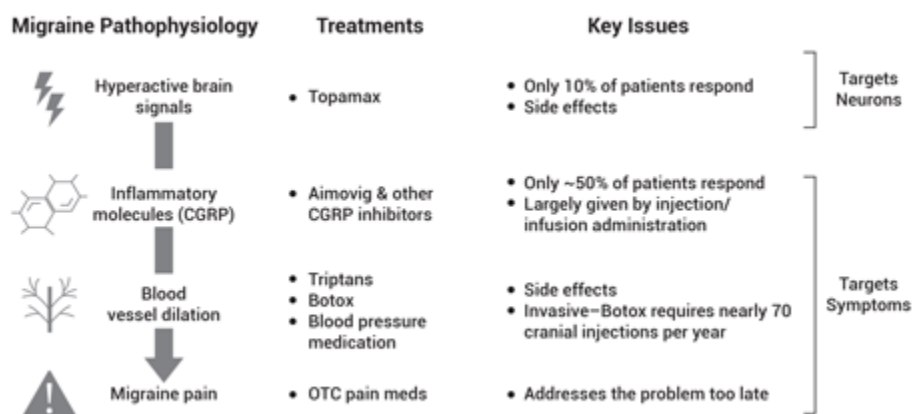 Migraine Pathophysiology
Treatments
Key Issues
Hyperactive brain
signals
• Topamax
• Only 10% of patients respond
• Side effects
Targets
Neurons
Inflammatory
molecules (CGRP)
• Aimovig & other
CGRP inhibitors
• Only ~50% of patients respond
• Largely given by injection/
infusion administration
Blood
vessel dilation
• Triptans
• Botox
• Blood pressure
medication
• Side effects
• Invasive–Botox requires nearly 70
cranial injections per year
Targets
Symptoms
Migraine pain
• OTC pain meds
• Addresses the problem too late